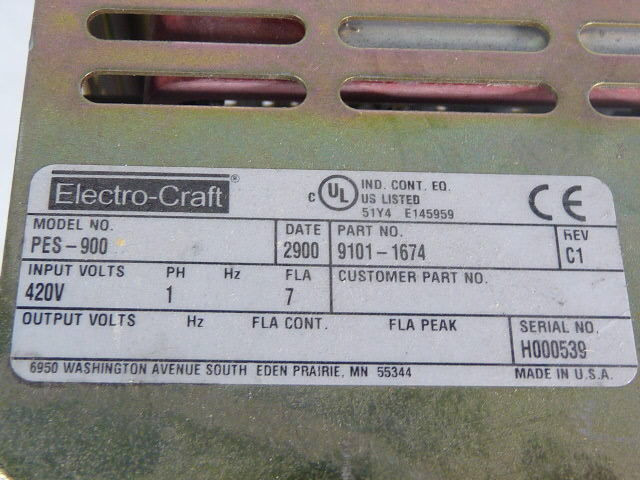 Electro-Craft®
C UL® IND. CONT. EQ.
US LISTED
51Y4 E145959
CE
MODEL NO.
PES-900
DATE
2900
PART NO.
9101-1674
REV
C1
INPUT VOLTS PH Hz FLA
420V 1 7
CUSTOMER PART NO.
OUTPUT VOLTS Hz FLA CONT. FLA PEAK
SERIAL NO.
H000539
6950 WASHINGTON AVENUE SOUTH EDEN PRAIRIE, MN 55344
MADE IN U.S.A.